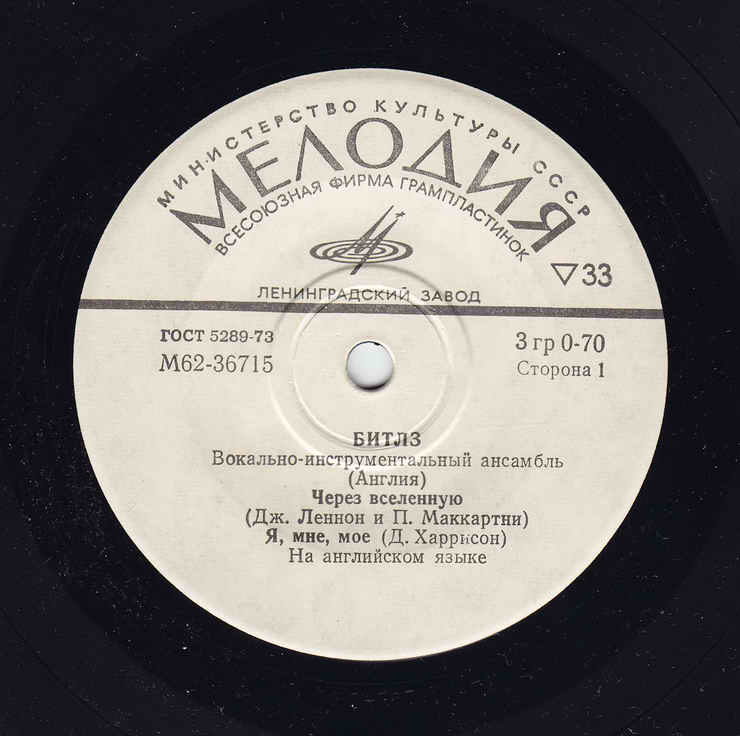 МИНИСТЕРСТВО КУЛЬТУРЫ СССР
МЕЛОДИЯ
ВСЕСОЮЗНАЯ ФИРМА ГРАМПЛАСТИНОК
▽33
ЛЕНИНГРАДСКИЙ ЗАВОД
ГОСТ 5289-73
3 гр 0-70
М62-36715
Сторона 1
БИТЛЗ
Вокально-инструментальный ансамбль
(Англия)
Через вселенную
(Дж. Леннон и П. Маккартни)
Я, мне, мое (Д. Харрисон)
На английском языке